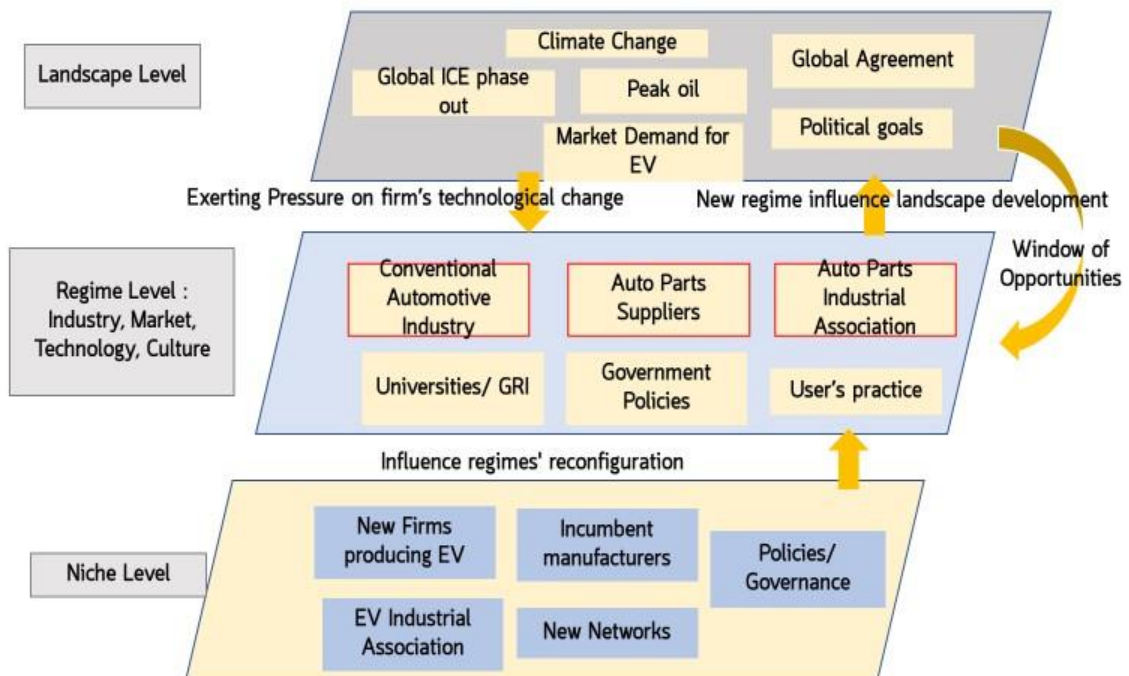 Landscape Level
Climate Change
Global Agreement
Global ICE phase
out
Peak oil
Market Demand for
EV
Political goals
Exerting Pressure on firm's technological change
New regime influence landscape development
Window of
Opportunities
Regime Level :
Industry, Market,
Technology, Culture
Conventional
Automotive
Industry
Auto Parts
Suppliers
Auto Parts
Industrial
Association
Universities/ GRI
Government
Policies
User's practice
Influence regimes' reconfiguration
Niche Level
New Firms
producing EV
Incumbent
manufacturers
Policies/
Governance
EV Industrial
Association
New Networks